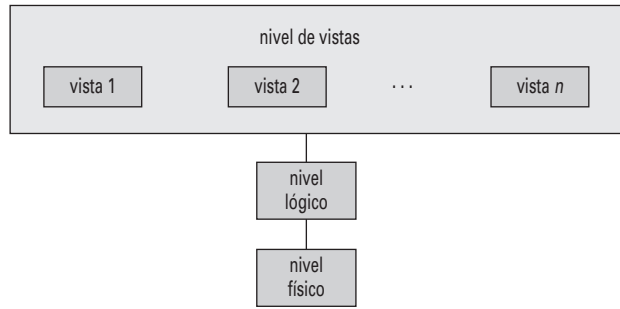 nivel de vistas
vista 1
vista 2
...
vista n
nivel
lógico
nivel
físico